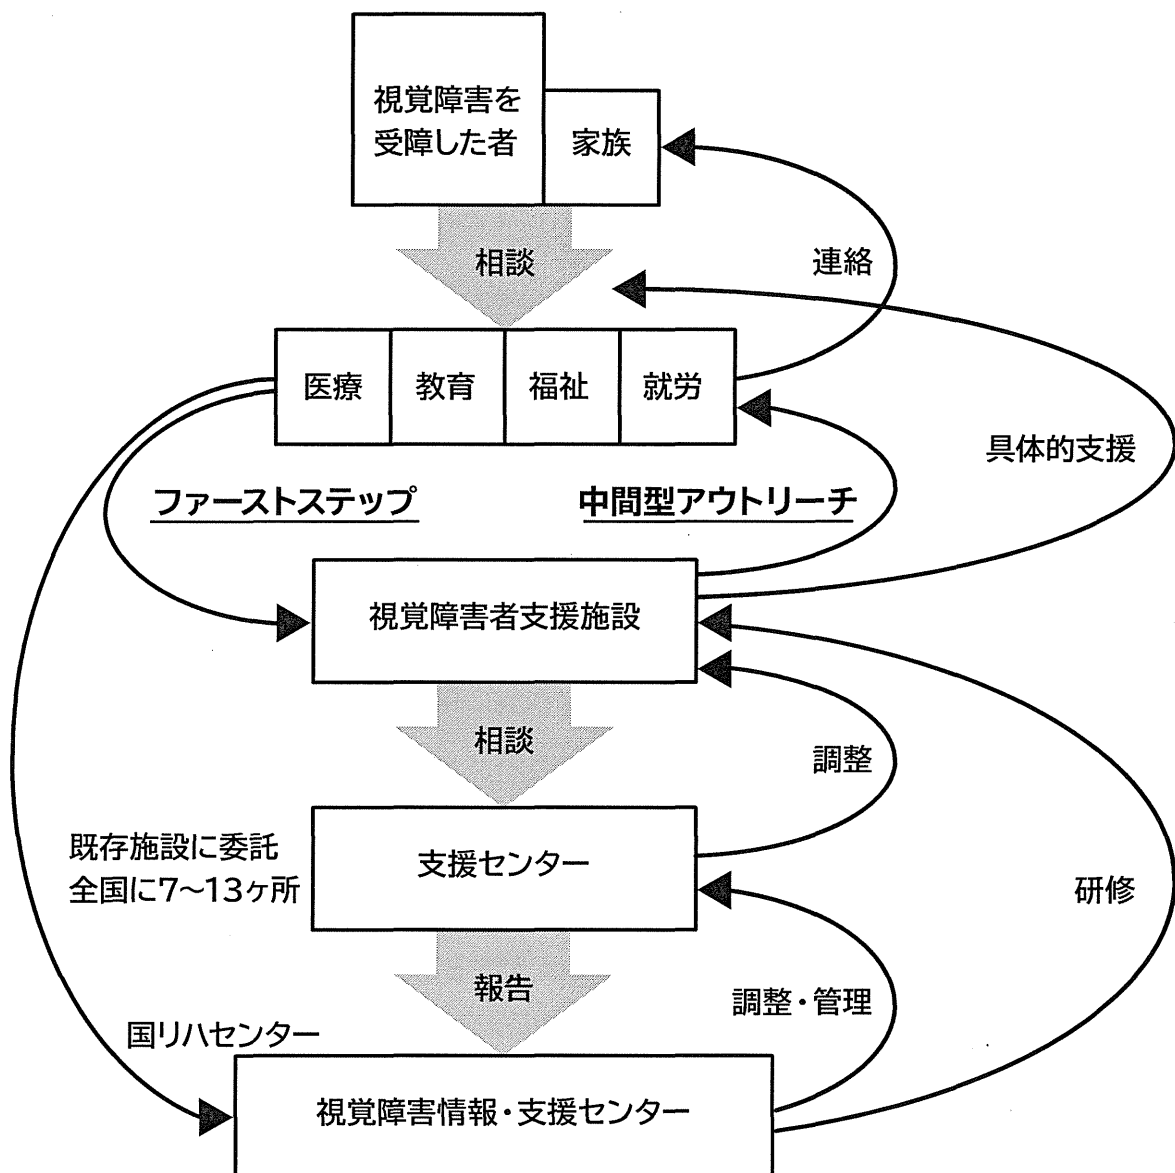 視覚障害を
受障した者
家族
相談
連絡
医療
教育
福祉
就労
具体的支援
ファーストステップ
中間型アウトリーチ
視覚障害者支援施設
相談
調整
既存施設に委託
全国に7〜13ヶ所
支援センター
研修
報告
調整・管理
国リハセンター
視覚障害情報・支援センター